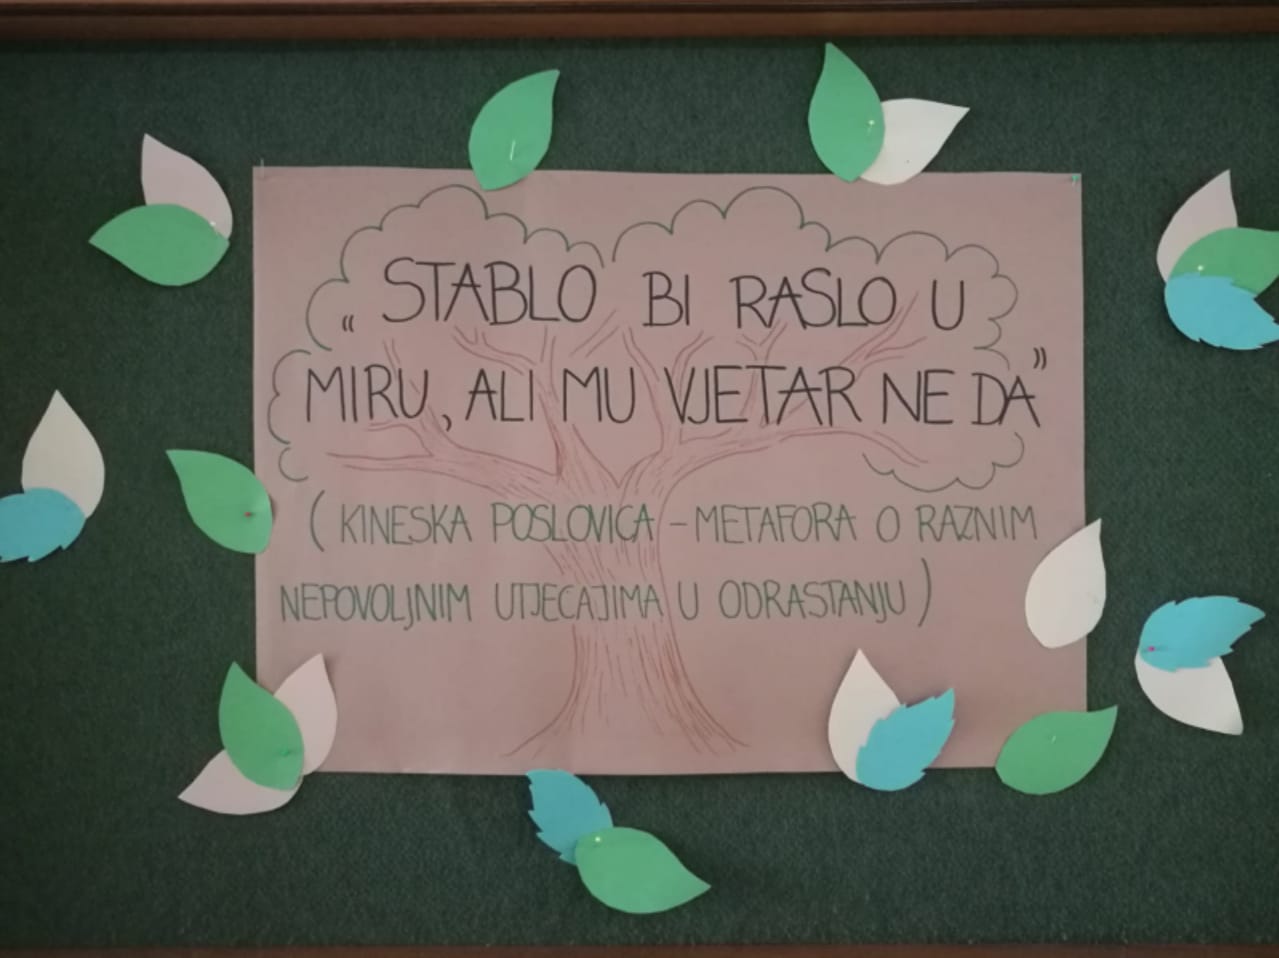 „STABLO BI RASLO U
MIRU, ALI MU VJETAR NE DA”
(KINESKA POSLOVICA - METAFORA O RAZNIM
NEPOVOLJNIM UTJECAJIMA U ODRASTANJU)